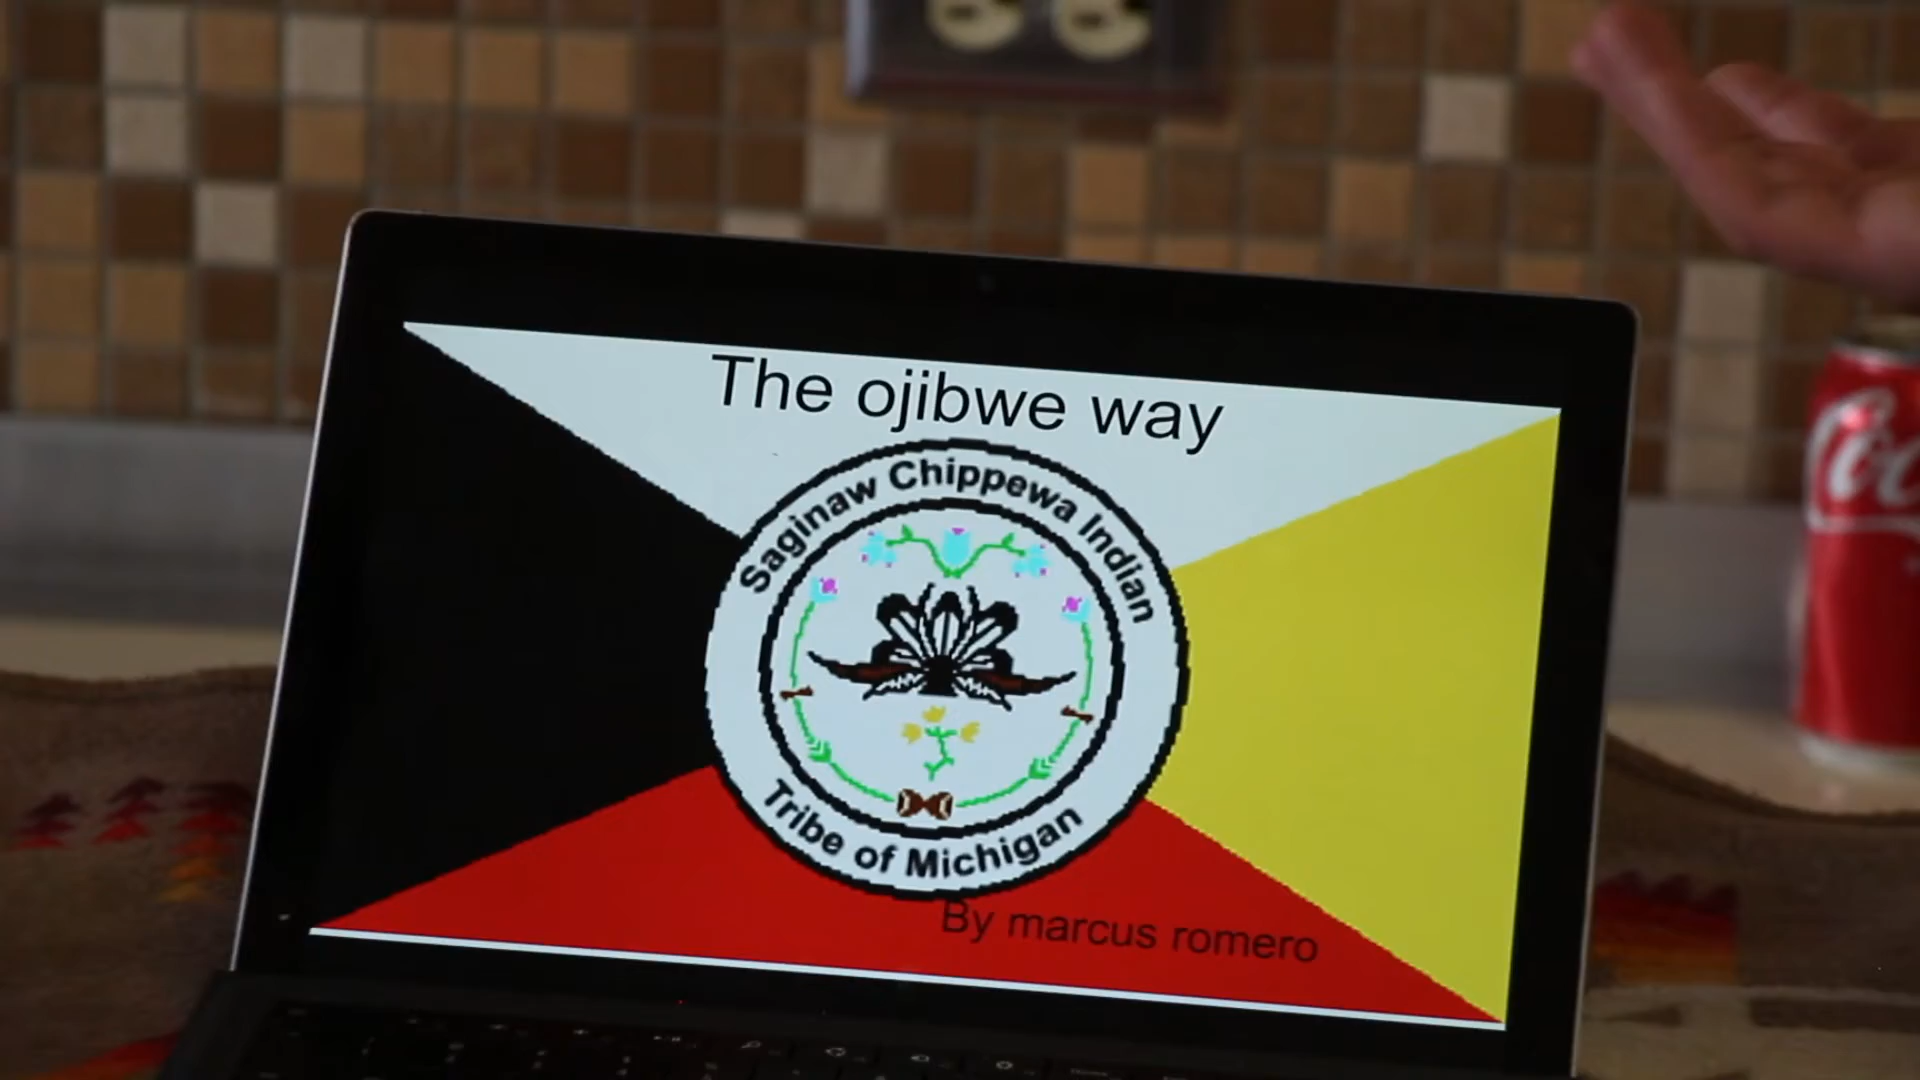 The ojibwe way
Saginaw Chippewa Indian
Tribe of Michigan
By marcus romero